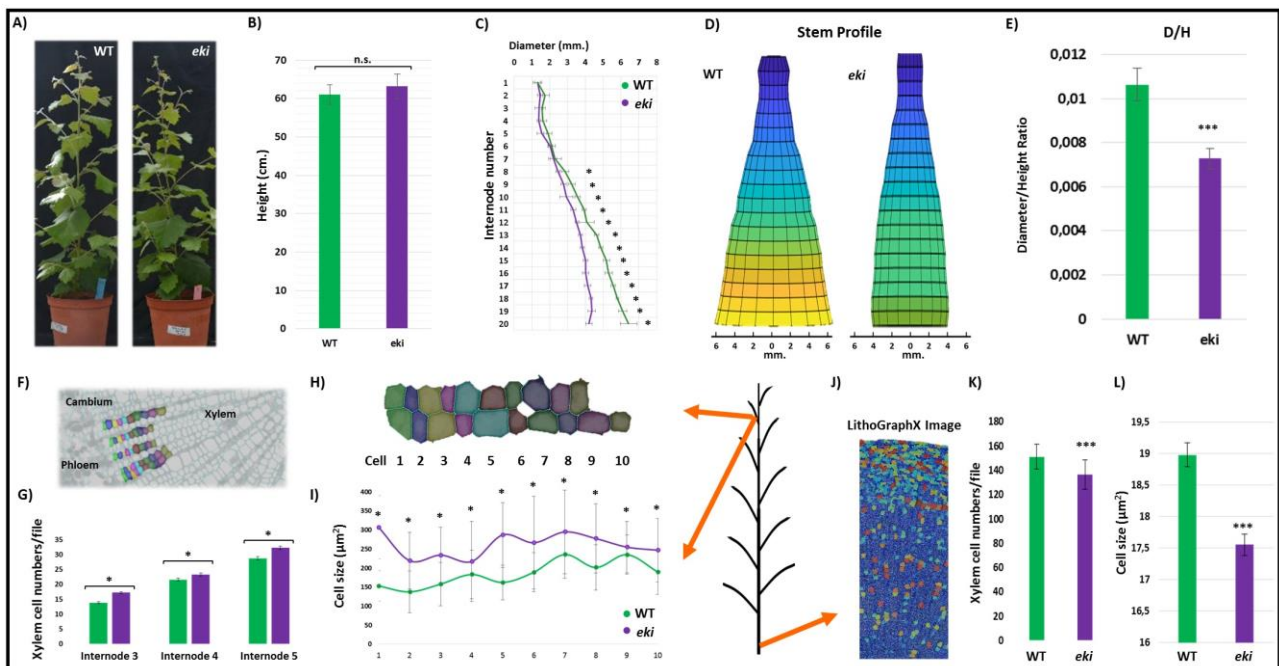 A)
WT
eki
B)
n.s.
Height (cm.)
70
60
50
40
30
20
10
0
WT
eki
C)
Diameter (mm.)
0 1 2 3 4 5 6 7 8
WT
eki
Internode number
1
2
3
4
5
6
7
8
9
10
11
12
13
14
15
16
17
18
19
20
*
*
*
*
*
*
*
*
*
*
*
*
*
D)
Stem Profile
WT
eki
6 4 2 0 2 4 6
mm.
6 4 2 0 2 4 6
mm.
E)
D/H
Diameter/Height Ratio
0,012
0,01
0,008
0,006
0,004
0,002
0
***
WT
eki
F)
Cambium
Xylem
Phloem
G)
Xylem cell numbers/file
35
30
25
20
15
10
5
0
*
*
*
Internode 3
Internode 4
Internode 5
H)
Cell 1 2 3 4 5 6 7 8 9 10
I)
Cell size (µm²)
400
350
300
250
200
150
100
50
0
* * * * * * * * * *
WT
eki
1 2 3 4 5 6 7 8 9 10
J)
LithoGraphX Image
K)
Xylem cell numbers/file
180
160
140
120
100
80
60
40
20
0
***
WT
eki
L)
Cell size (µm²)
19,5
19
18,5
18
17,5
17
16,5
16
***
WT
eki